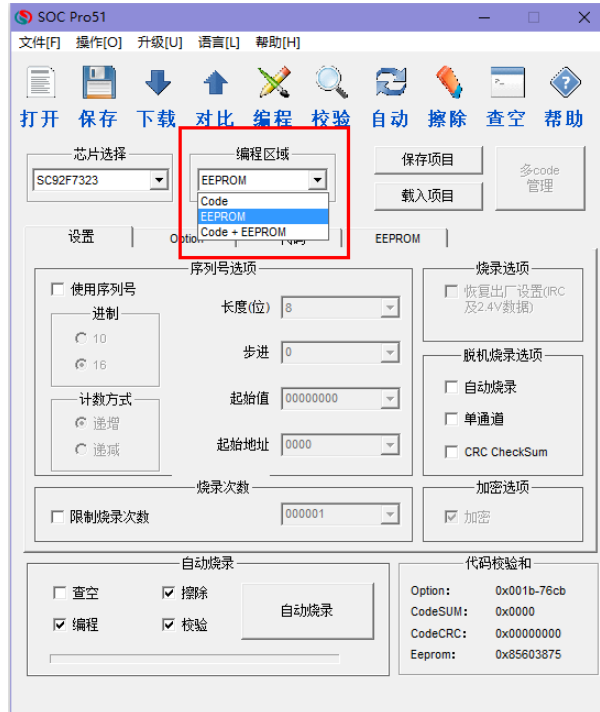 SOC Pro51
文件[F] 操作[O] 升级[U] 语言[L] 帮助[H]
打开 保存 下载 对比 编程 校验 自动 擦除 查空 帮助
芯片选择
SC92F7323
编程区域
EEPROM
Code
EEPROM
Code + EEPROM
保存项目
载入项目
多code
管理
设置 EEPROM
序列号选项
使用序列号
进制
10
16
计数方式
递增
递减
长度(位) 8
步进 0
起始值 00000000
起始地址 0000
烧录选项
恢复出厂设置(IRC
及2.4V数据)
脱机烧录选项
自动烧录
单通道
CRC CheckSum
烧录次数
限制烧录次数 000001
加密选项
加密
自动烧录
查空 擦除
编程 校验
自动烧录
代码校验和
Option: 0x001b-76cb
CodeSUM: 0x0000
CodeCRC: 0x00000000
Eeprom: 0x85603875